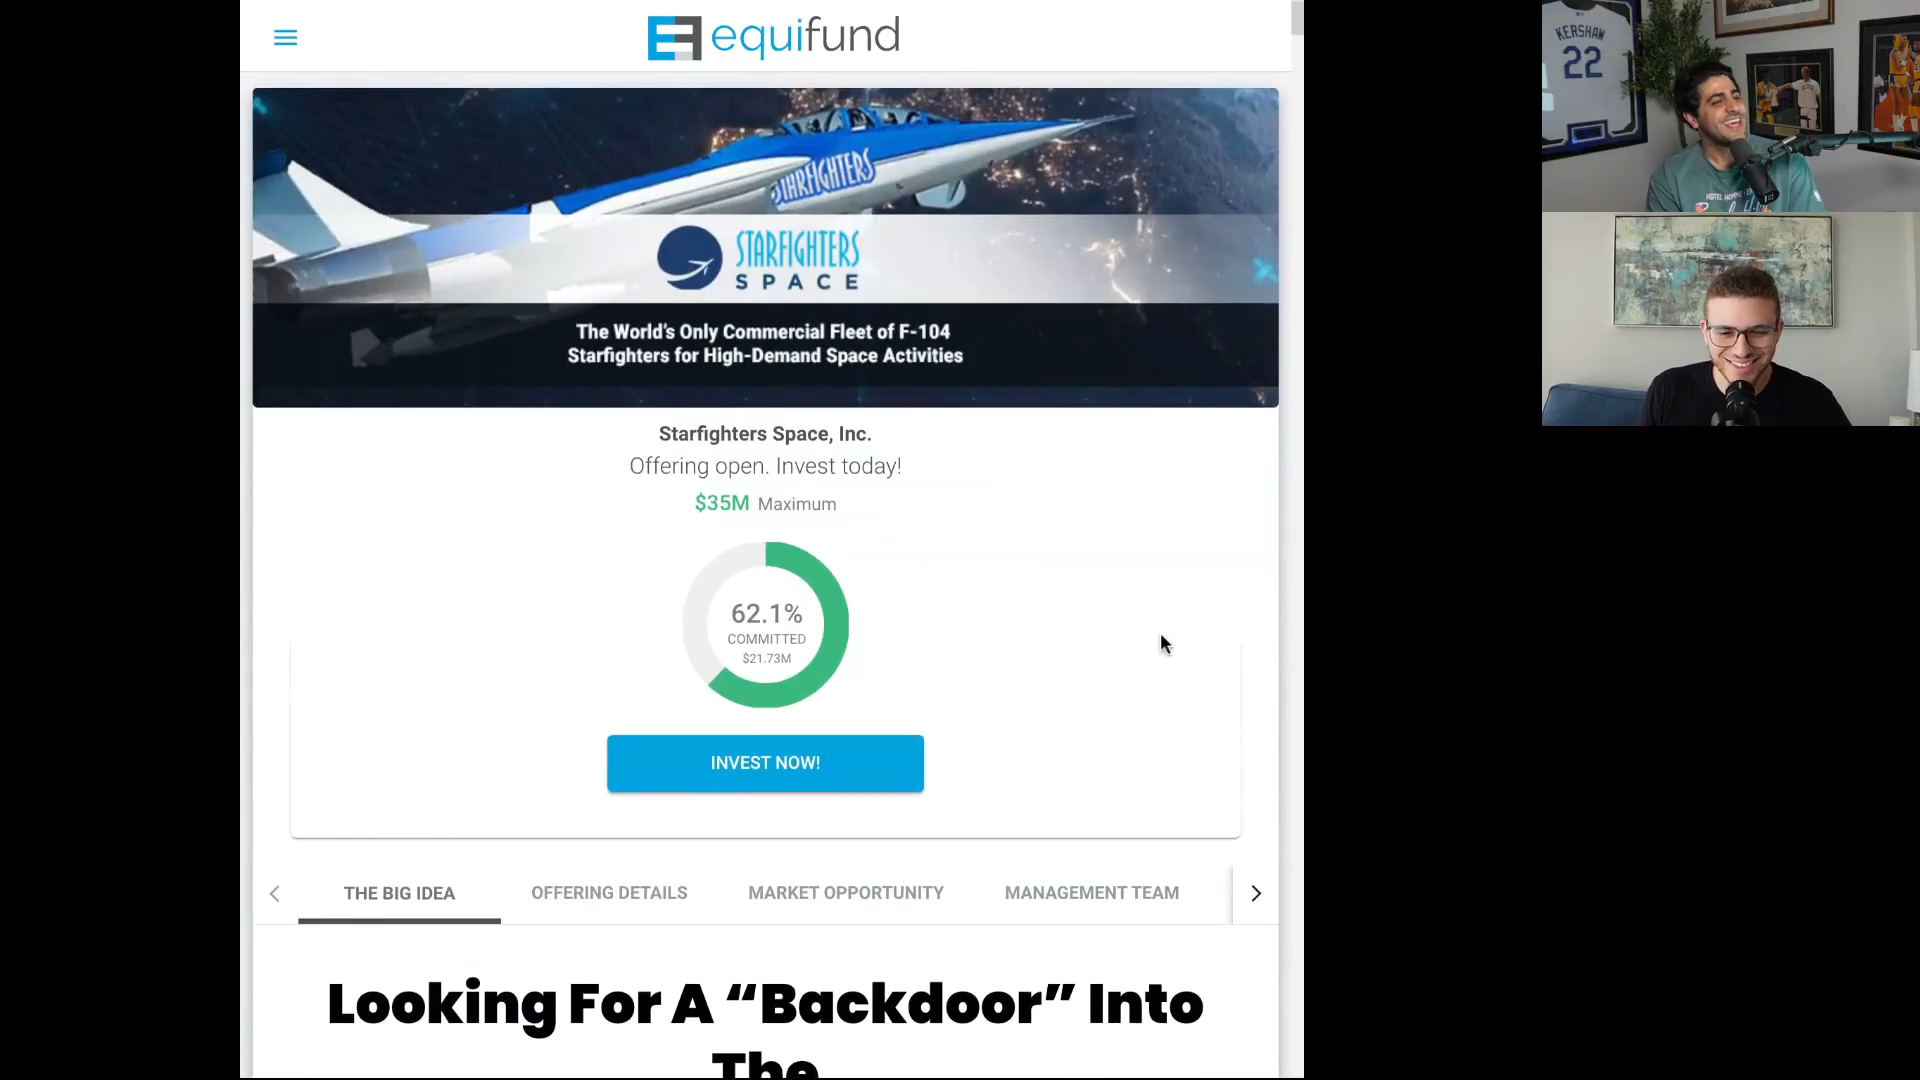 equifund
STARFIGHTERS
STARFIGHTERS
SPACE
The World's Only Commercial Fleet of F-104
Starfighters for High-Demand Space Activities
Starfighters Space, Inc.
Offering open. Invest today!
$35M Maximum
62.1%
COMMITTED
$21.73M
INVEST NOW!
THE BIG IDEA
OFFERING DETAILS
MARKET OPPORTUNITY
MANAGEMENT TEAM
Looking For A “Backdoor” Into
The
KERSHAW
22